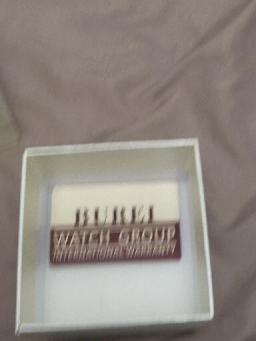 BUREI
WATCH GROUP
INTERNATIONAL WARRANTY